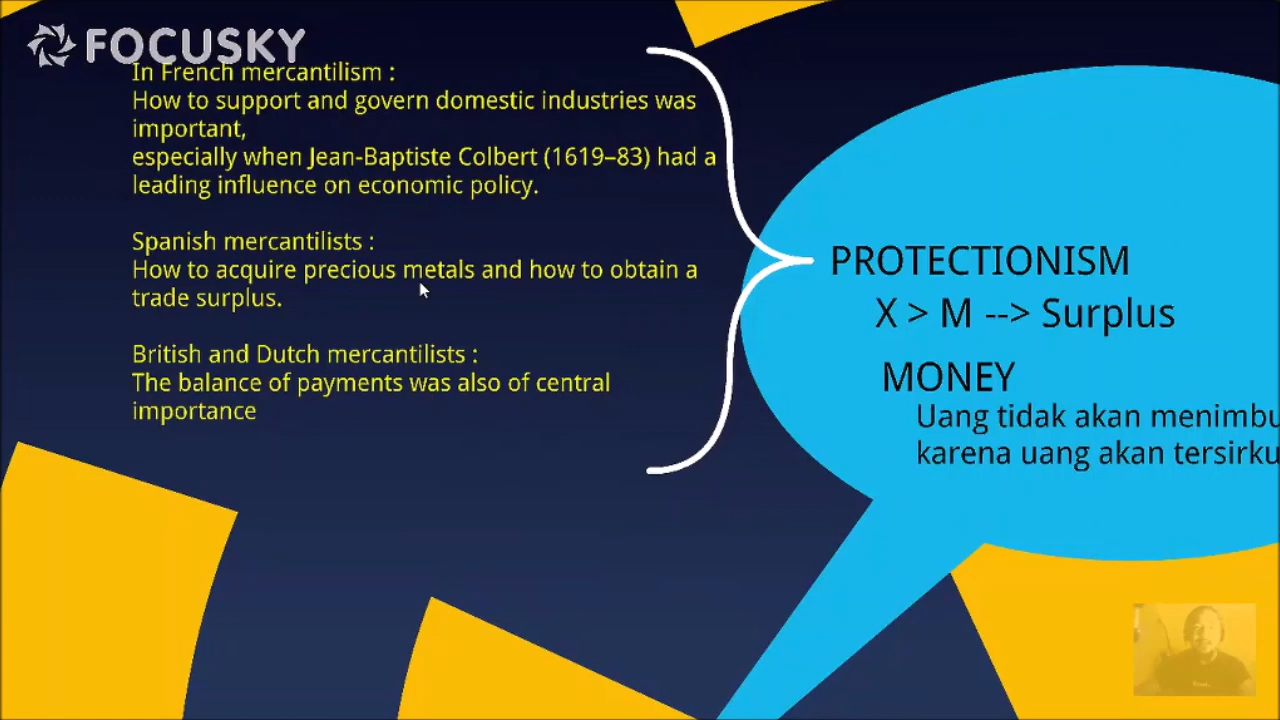 FOCUSKY
In French mercantilism :
How to support and govern domestic industries was
important,
especially when Jean-Baptiste Colbert (1619–83) had a
leading influence on economic policy.
Spanish mercantilists :
How to acquire precious metals and how to obtain a
trade surplus.
British and Dutch mercantilists :
The balance of payments was also of central
importance
PROTECTIONISM
X > M --> Surplus
MONEY
Uang tidak akan
karena uang akan